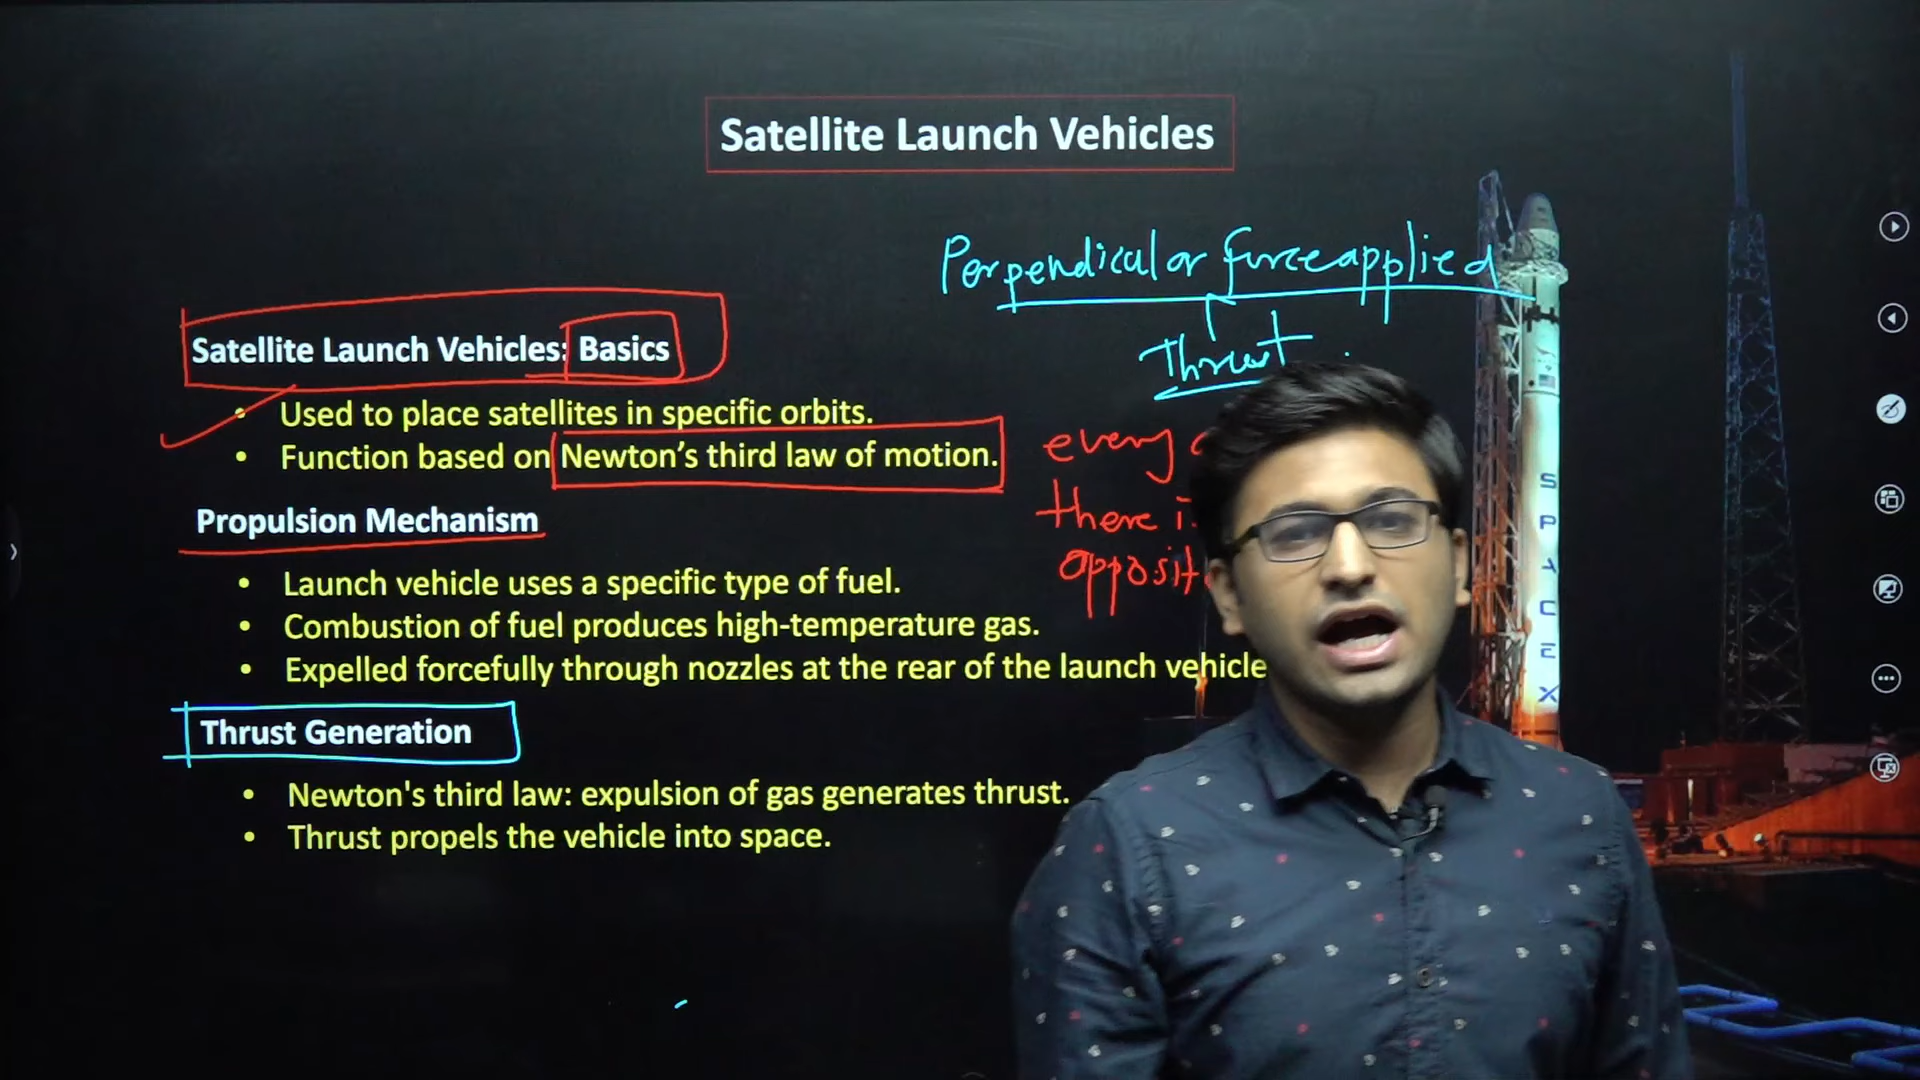 Satellite Launch Vehicles
Perpendicular force applied
Thrust
Satellite Launch Vehicles: Basics
• Used to place satellites in specific orbits.
• Function based on Newton's third law of motion.
every
there
Propulsion Mechanism
• Launch vehicle uses a specific type of fuel.
• Combustion of fuel produces high-temperature gas.
• Expelled forcefully through nozzles at the rear of the launch vehicle
Thrust Generation
• Newton's third law: expulsion of gas generates thrust.
• Thrust propels the vehicle into space.
SPACEX